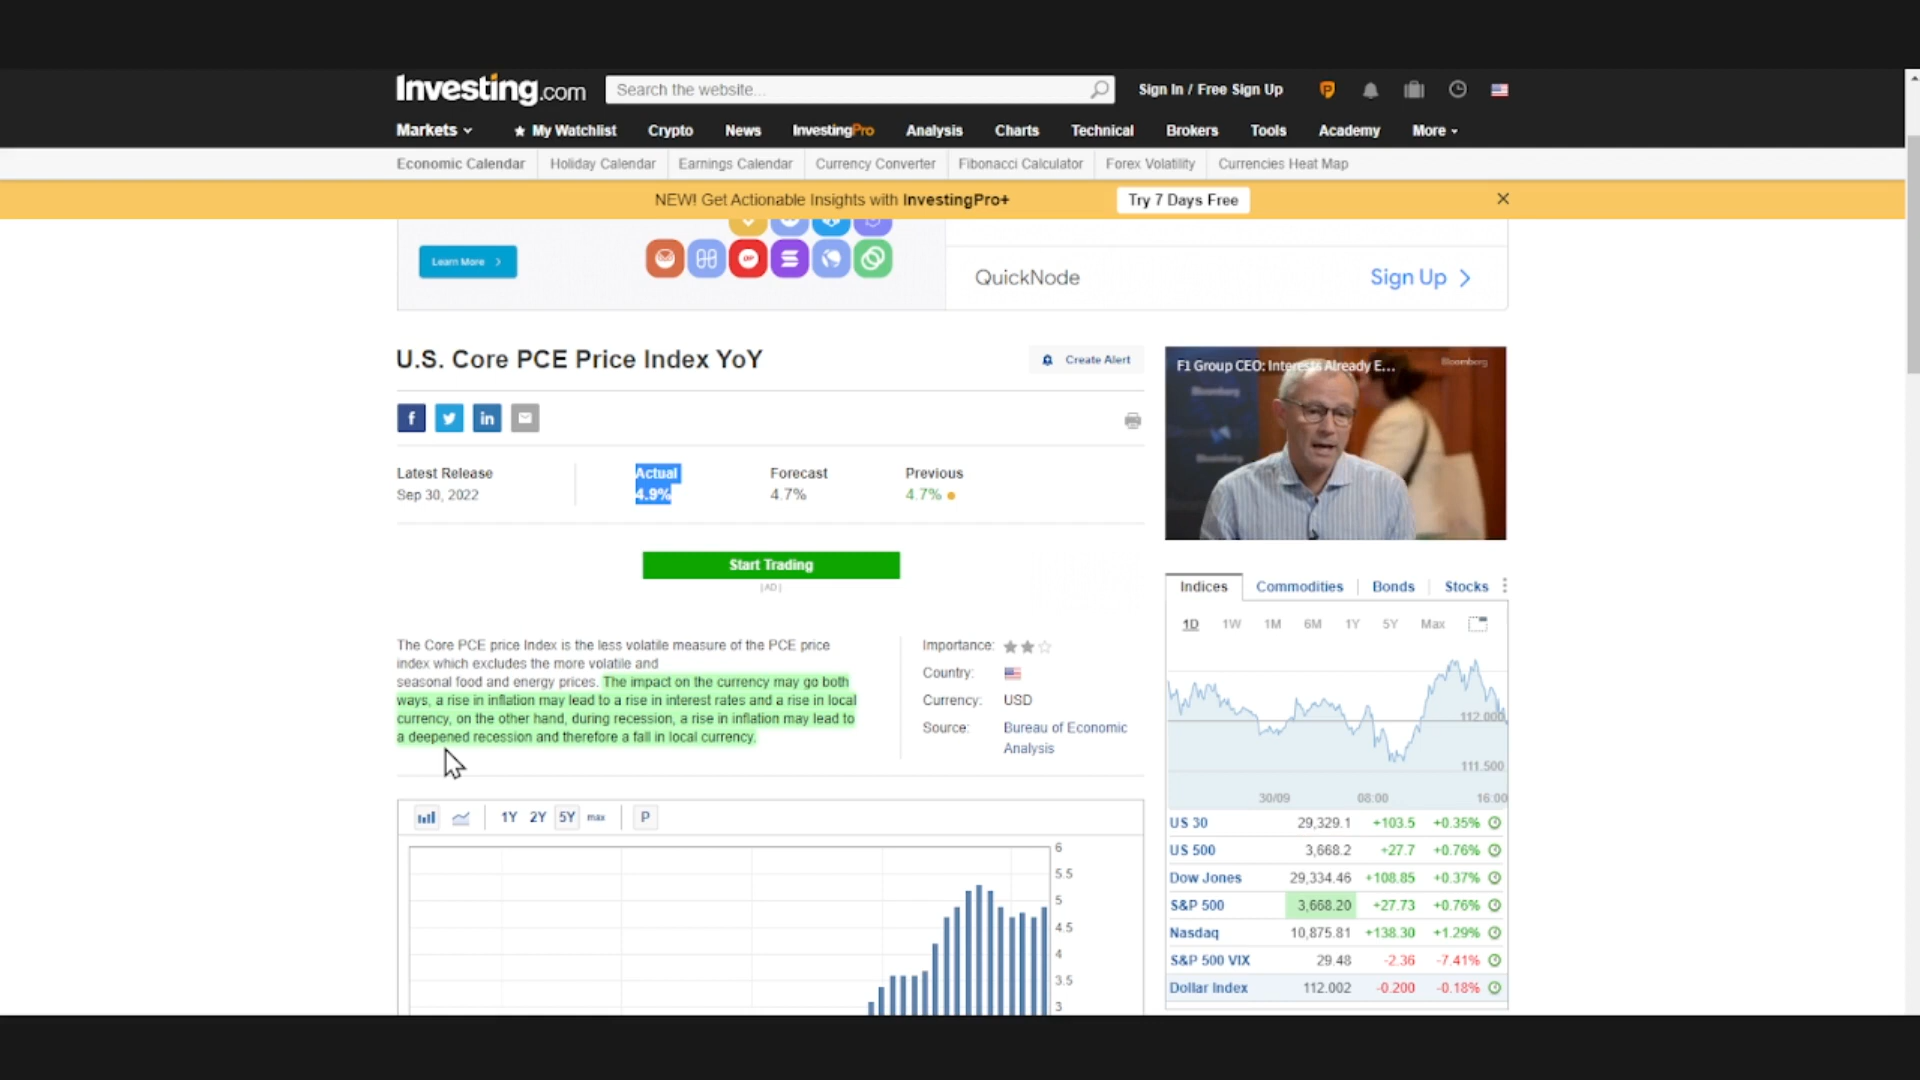 Investing.com
Search the website...
Sign In / Free Sign Up
Markets
My Watchlist
Crypto
News
InvestingPro
Analysis
Charts
Technical
Brokers
Tools
Academy
More
Economic Calendar
Holiday Calendar
Earnings Calendar
Currency Converter
Fibonacci Calculator
Forex Volatility
Currencies Heat Map
NEW! Get Actionable Insights with InvestingPro+
Try 7 Days Free
Learn More
OP
QuickNode
Sign Up
U.S. Core PCE Price Index YoY
Create Alert
F1 Group CEO: Interests Already E...
Bloomberg
Bloomberg
Bloomberg
Latest Release
Sep 30, 2022
Actual
4.9%
Forecast
4.7%
Previous
4.7%
Start Trading
[AD]
The Core PCE price Index is the less volatile measure of the PCE price
index which excludes the more volatile and
seasonal food and energy prices. The impact on the currency may go both
ways, a rise in inflation may lead to a rise in interest rates and a rise in local
currency, on the other hand, during recession, a rise in inflation may lead to
a deepened recession and therefore a fall in local currency.
Importance:
Country:
Currency: USD
Source: Bureau of Economic
Analysis
Indices
Commodities
Bonds
Stocks
1D 1W 1M 6M 1Y 5Y Max
112.000
111.500
30/09 08:00 16:00
US 30 29,329.1 +103.5 +0.35%
US 500 3,668.2 +27.7 +0.76%
Dow Jones 29,334.46 +108.85 +0.37%
S&P 500 3,668.20 +27.73 +0.76%
Nasdaq 10,875.81 +138.30 +1.29%
S&P 500 VIX 29.48 -2.36 -7.41%
Dollar Index 112.002 -0.200 -0.18%
1Y 2Y 5Y max P
6
5.5
5
4.5
4
3.5
3